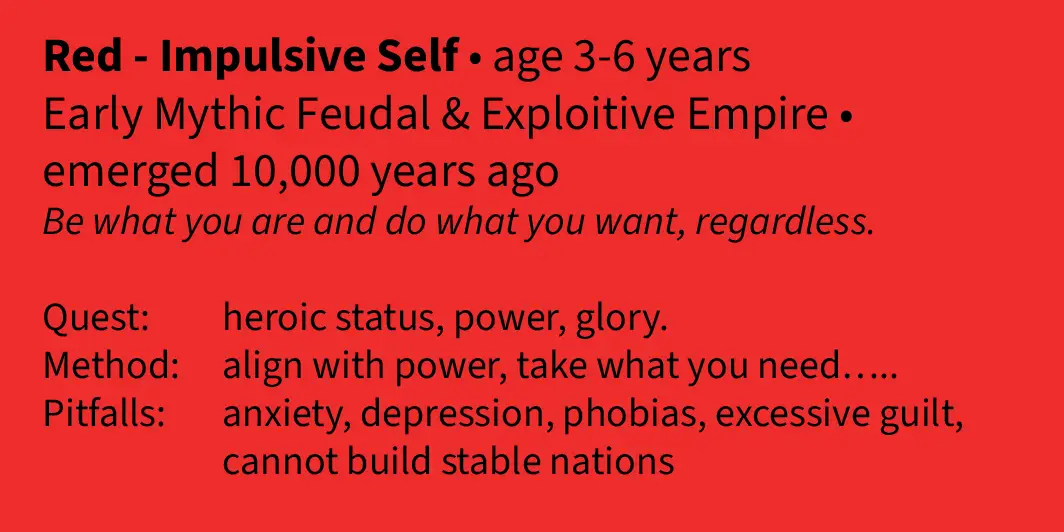 Red - Impulsive Self • age 3-6 years
Early Mythic Feudal & Exploitive Empire •
emerged 10,000 years ago
Be what you are and do what you want, regardless.
Quest: heroic status, power, glory.
Method: align with power, take what you need…..
Pitfalls: anxiety, depression, phobias, excessive guilt,
cannot build stable nations